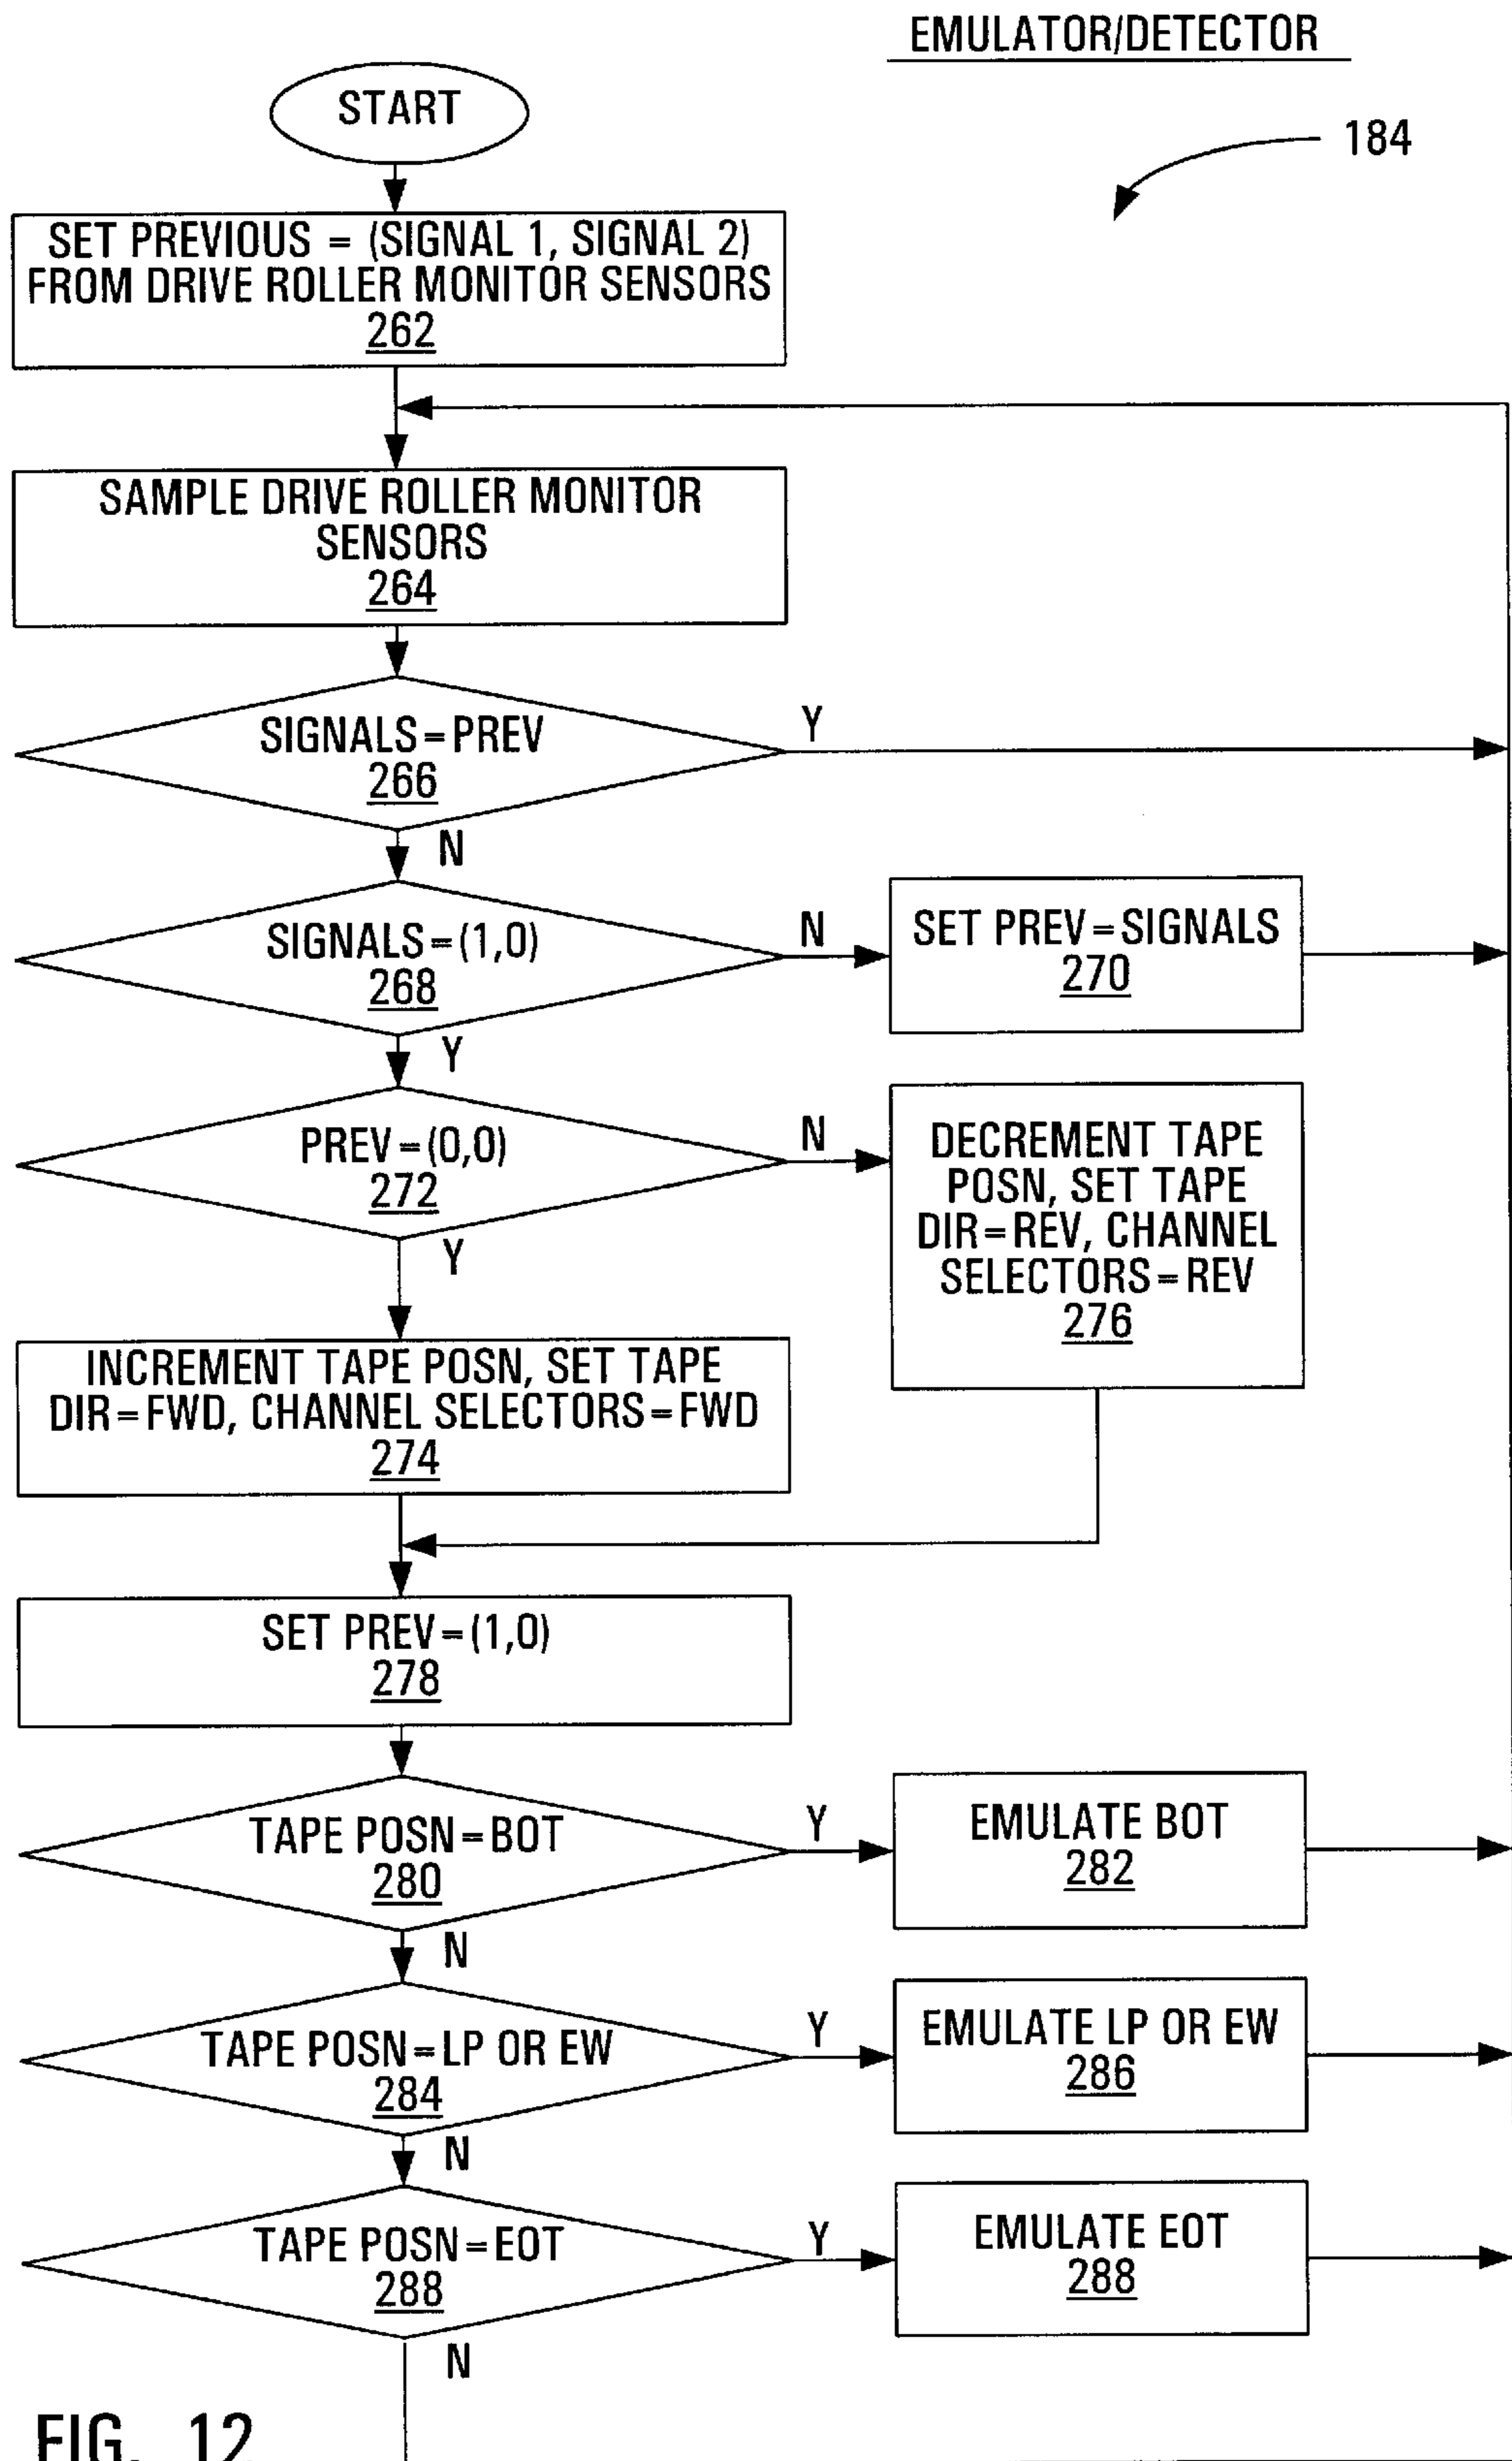 EMULATOR/DETECTOR
START
184
SET PREVIOUS = (SIGNAL 1, SIGNAL 2)
FROM DRIVE ROLLER MONITOR SENSORS
262
SAMPLE DRIVE ROLLER MONITOR
SENSORS
264
SIGNALS=PREV
266
Y
N
SIGNALS=(1,0)
268
N
SET PREV=SIGNALS
270
Y
PREV=(0,0)
272
N
DECREMENT TAPE
POSN, SET TAPE
DIR=REV, CHANNEL
SELECTORS=REV
276
Y
INCREMENT TAPE POSN, SET TAPE
DIR=FWD, CHANNEL SELECTORS=FWD
274
SET PREV=(1,0)
278
TAPE POSN=BOT
280
Y
EMULATE BOT
282
N
TAPE POSN=LP OR EW
284
Y
EMULATE LP OR EW
286
N
TAPE POSN=EOT
288
Y
EMULATE EOT
288
N
FIG. 12